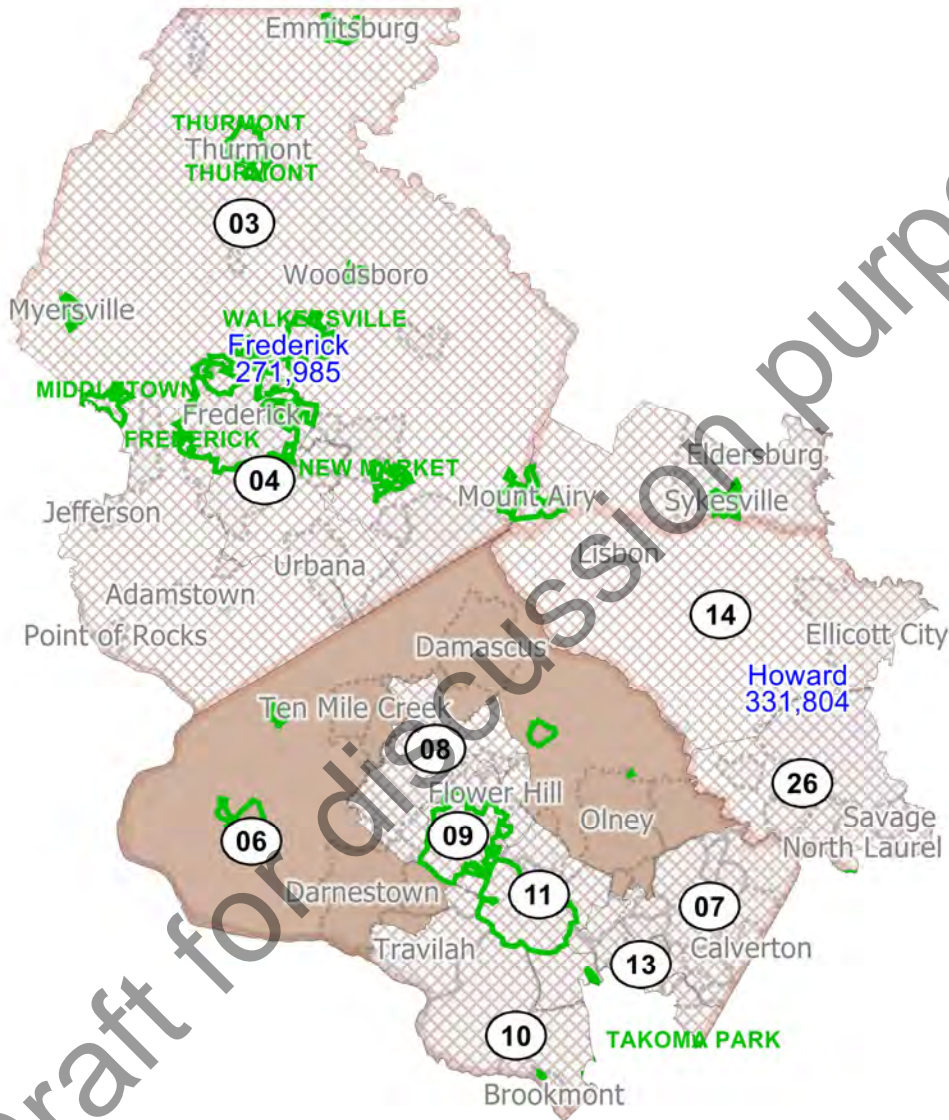 Emmitsburg
THURMONT
Thurmont
THURMONT
03
Woodsboro
Myersville
WALKERSVILLE
Frederick
271,985
MIDDLETOWN
Frederick
FREDERICK
NEW MARKET
04
Eldersburg
Mount Airy
Sykesville
Jefferson
Lisbon
Urbana
Adamstown
14
Point of Rocks
Ellicott City
Damascus
Howard
331,804
Ten Mile Creek
08
26
Flower Hill
Olney
Savage
09
North Laurel
06
Darnestown
11
07
Travilah
Calverton
13
10
TAKOMA PARK
Brookmont
Draft for discussion purpo